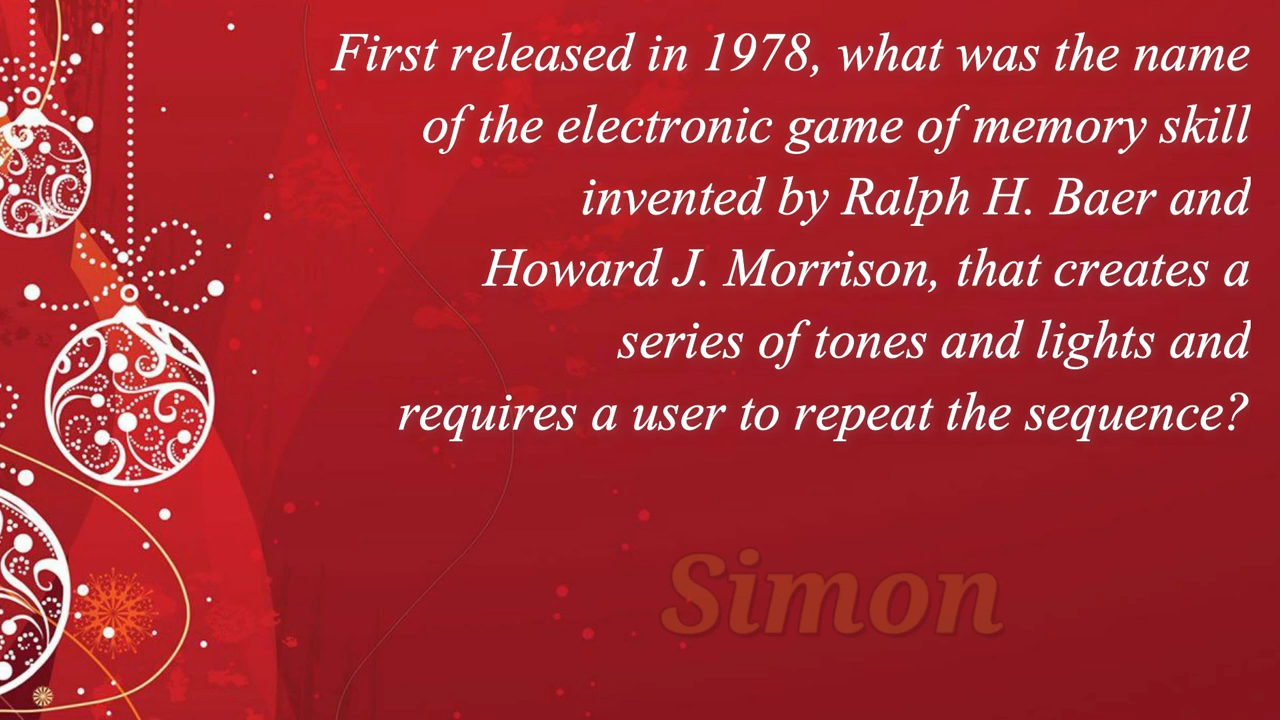 First released in 1978, what was the name
of the electronic game of memory skill
invented by Ralph H. Baer and
Howard J. Morrison, that creates a
series of tones and lights and
requires a user to repeat the sequence?
Simon